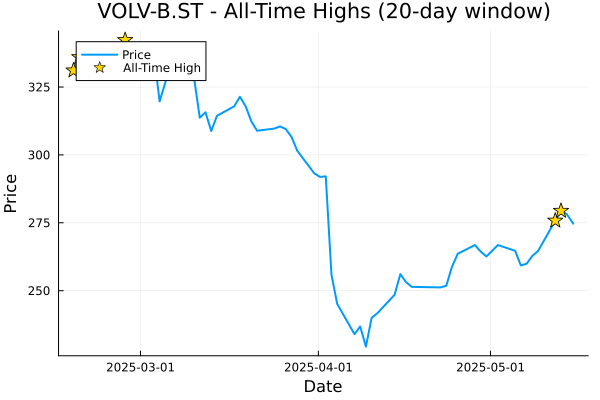 VOLV-B.ST - All-Time Highs (20-day window)
Price
All-Time High
325
300
275
250
Price
2025-03-01
2025-04-01
2025-05-01
Date